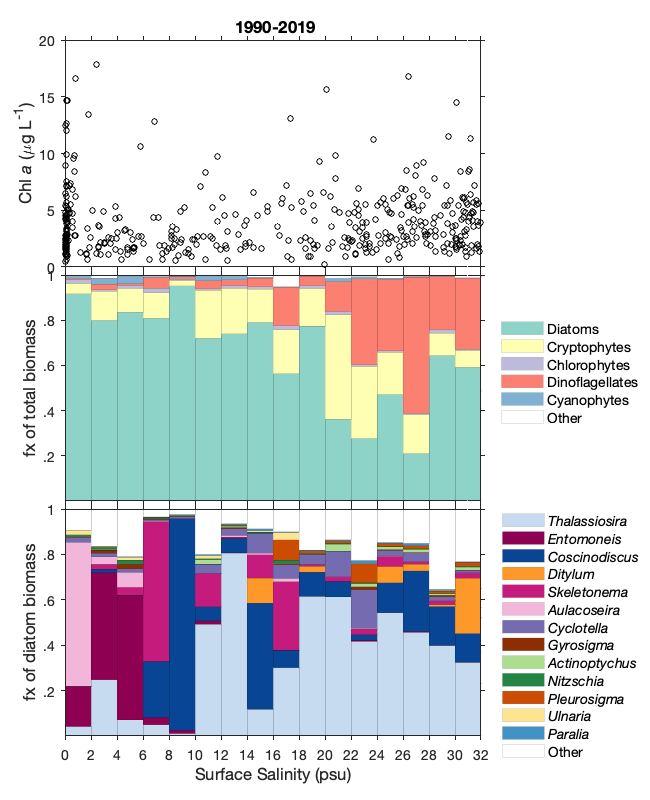 1990-2019
20
15
10
5
0
Chl a (μg L⁻¹)
1
.8
.6
.4
.2
fx of total biomass
Diatoms
Cryptophytes
Chlorophytes
Dinoflagellates
Cyanophytes
Other
1
.8
.6
.4
.2
fx of diatom biomass
Thalassiosira
Entomoneis
Coscinodiscus
Ditylum
Skeletonema
Aulacoseira
Cyclotella
Gyrosigma
Actinoptychus
Nitzschia
Pleurosigma
Ulnaria
Paralia
Other
0 2 4 6 8 10 12 14 16 18 20 22 24 26 28 30 32
Surface Salinity (psu)